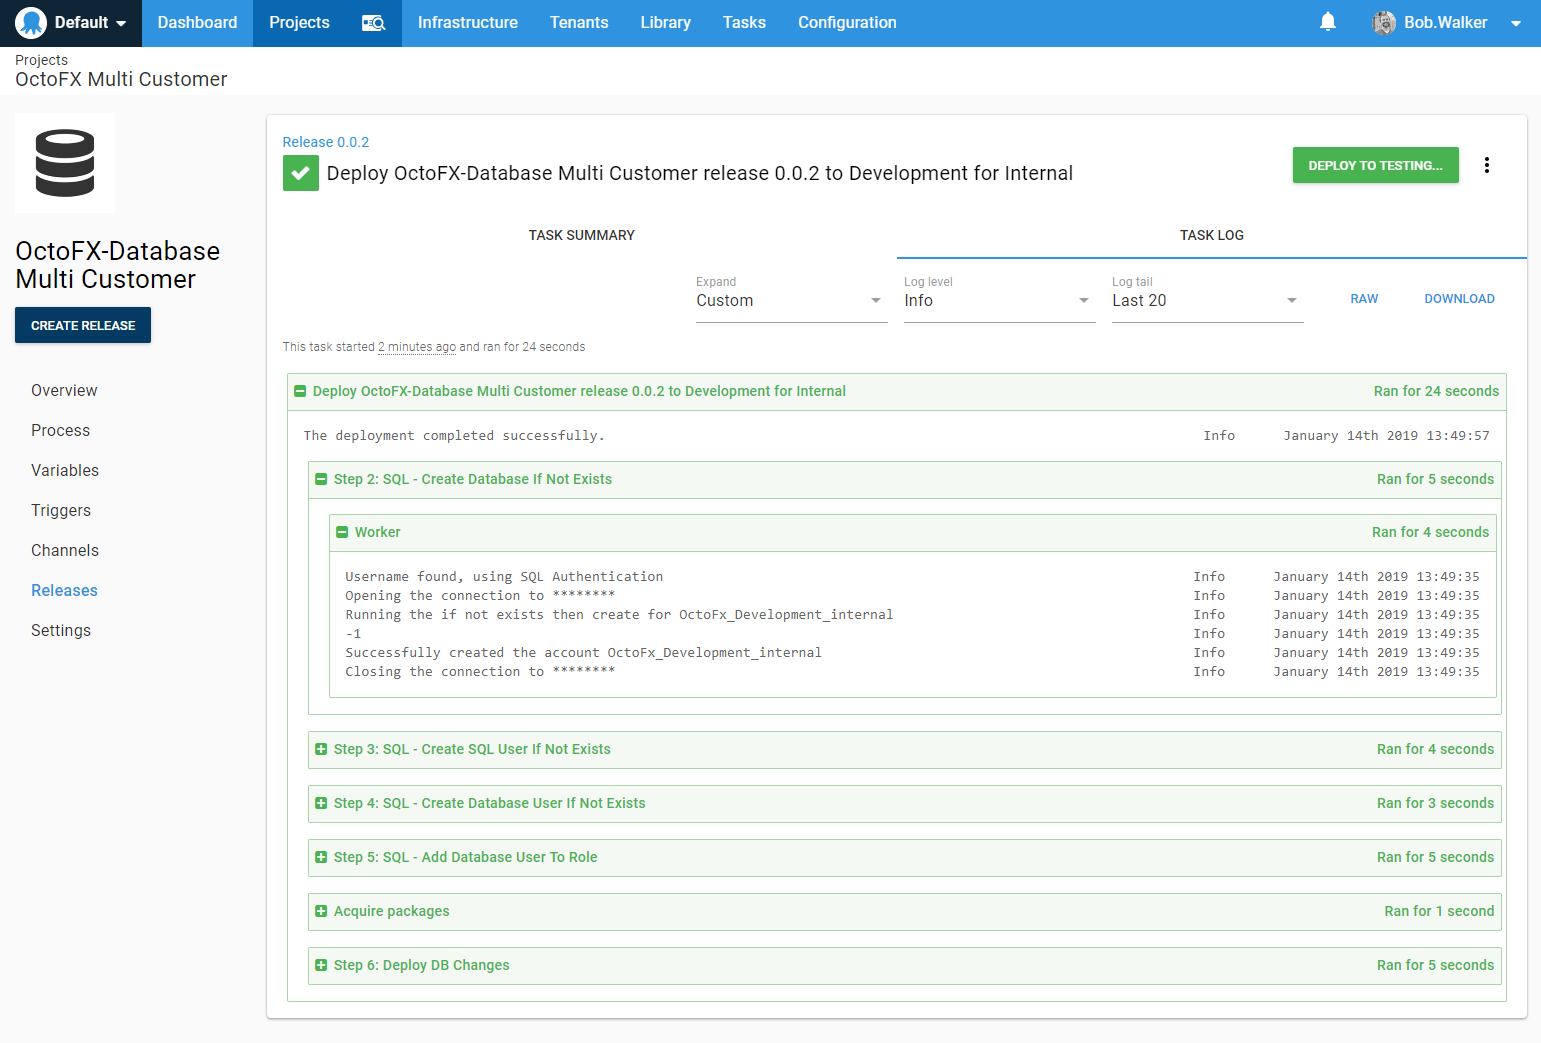 Default Dashboard Projects Infrastructure Tenants Library Tasks Configuration Bob.Walker
Projects
OctoFX Multi Customer
OctoFX-Database
Multi Customer
CREATE RELEASE
Overview
Process
Variables
Triggers
Channels
Releases
Settings
Release 0.0.2
Deploy OctoFX-Database Multi Customer release 0.0.2 to Development for Internal
DEPLOY TO TESTING...
TASK SUMMARY TASK LOG
Expand Log level Log tail
Custom Info Last 20 RAW DOWNLOAD
This task started 2 minutes ago and ran for 24 seconds
Deploy OctoFX-Database Multi Customer release 0.0.2 to Development for Internal Ran for 24 seconds
The deployment completed successfully. Info January 14th 2019 13:49:57
Step 2: SQL - Create Database If Not Exists Ran for 5 seconds
Worker Ran for 4 seconds
Username found, using SQL Authentication Info January 14th 2019 13:49:35
Opening the connection to ******** Info January 14th 2019 13:49:35
Running the if not exists then create for OctoFx_Development_internal Info January 14th 2019 13:49:35
-1 Info January 14th 2019 13:49:35
Successfully created the account OctoFx_Development_internal Info January 14th 2019 13:49:35
Closing the connection to ******** Info January 14th 2019 13:49:35
Step 3: SQL - Create SQL User If Not Exists Ran for 4 seconds
Step 4: SQL - Create Database User If Not Exists Ran for 3 seconds
Step 5: SQL - Add Database User To Role Ran for 5 seconds
Acquire packages Ran for 1 second
Step 6: Deploy DB Changes Ran for 5 seconds